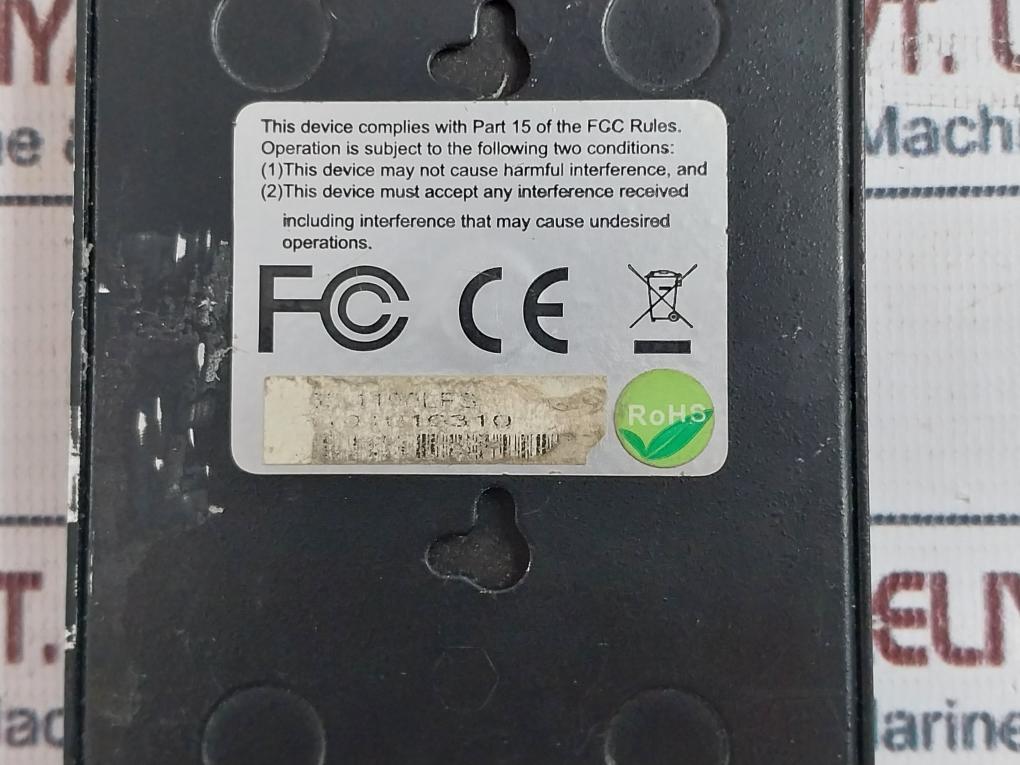 This device complies with Part 15 of the FCC Rules.
Operation is subject to the following two conditions:
(1)This device may not cause harmful interference, and
(2)This device must accept any interference received
including interference that may cause undesired
operations.
FC CE
RoHS